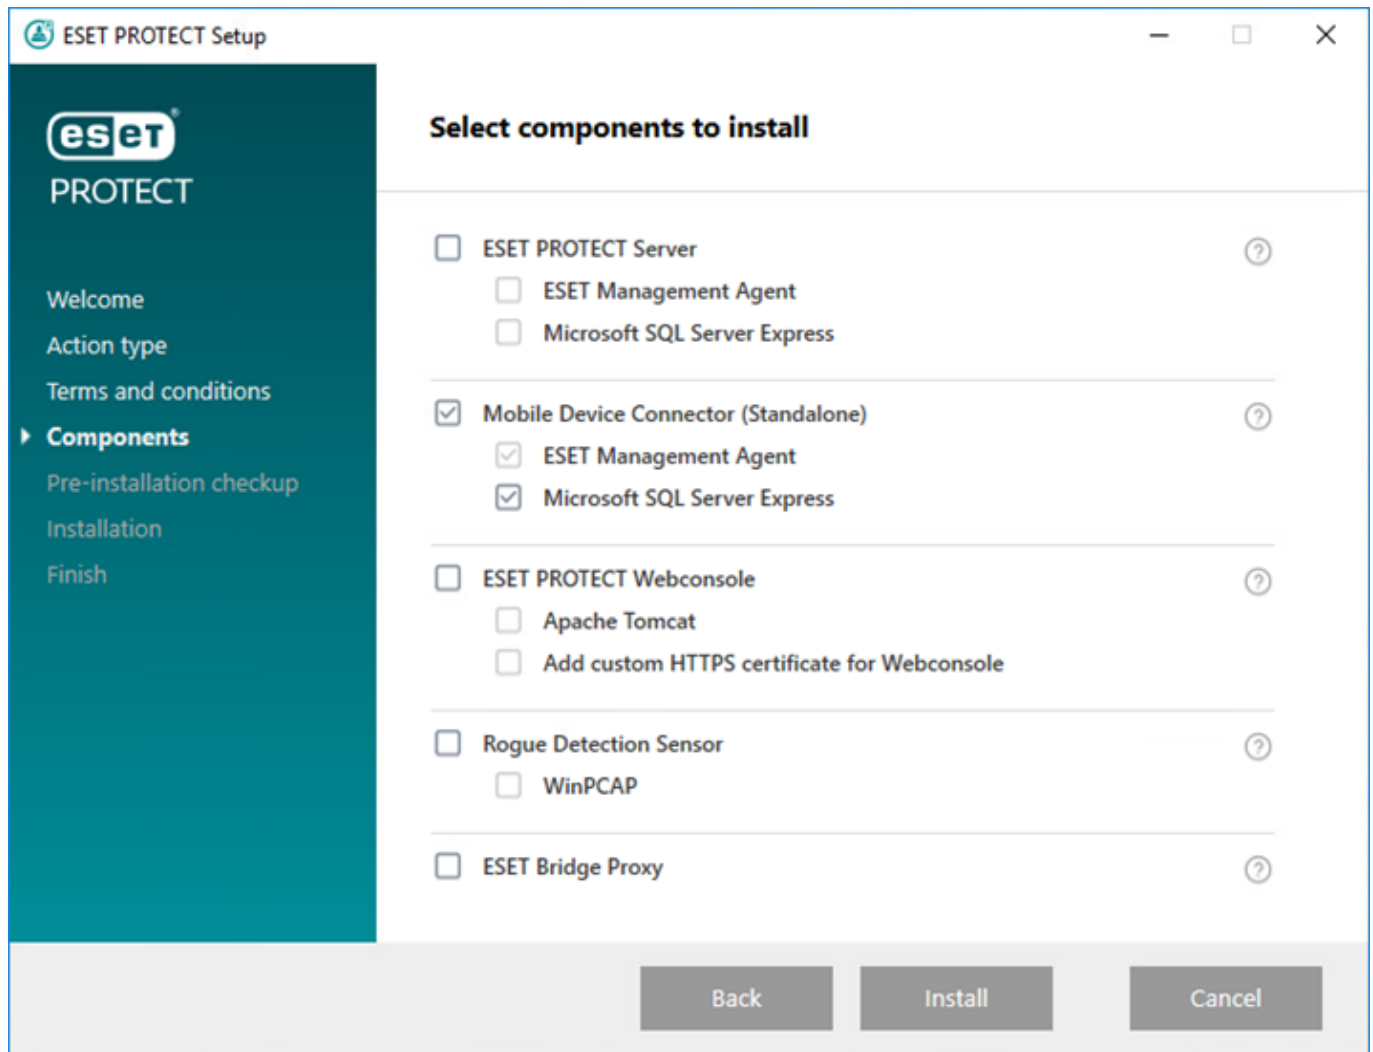 ESET PROTECT Setup
eseT®
PROTECT
Welcome
Action type
Terms and conditions
Components
Pre-installation checkup
Installation
Finish
Select components to install
ESET PROTECT Server
ESET Management Agent
Microsoft SQL Server Express
Mobile Device Connector (Standalone)
ESET Management Agent
Microsoft SQL Server Express
ESET PROTECT Webconsole
Apache Tomcat
Add custom HTTPS certificate for Webconsole
Rogue Detection Sensor
WinPCAP
ESET Bridge Proxy
Back
Install
Cancel